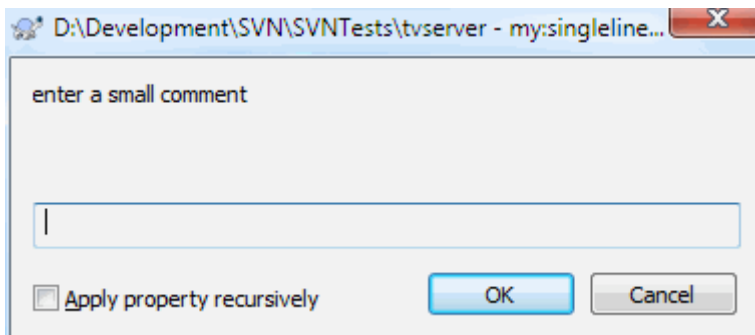 D:\Development\SVN\SVNTests\tvserver - my:singleline...
enter a small comment
Apply property recursively
OK
Cancel